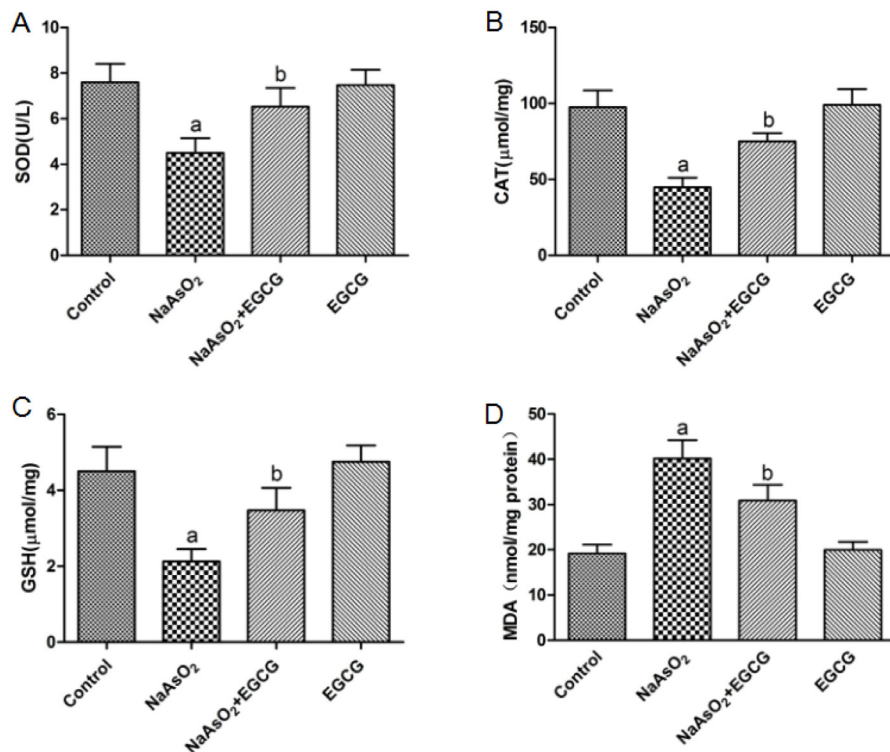 A
SOD(U/L)
10
8
6
4
2
0
a
b
Control
NaAsO₂
NaAsO₂+EGCG
EGCG
B
CAT(μmol/mg)
150
100
50
0
a
b
Control
NaAsO₂
NaAsO₂+EGCG
EGCG
C
GSH(μmol/mg)
6
4
2
0
a
b
Control
NaAsO₂
NaAsO₂+EGCG
EGCG
D
MDA（nmol/mg protein）
50
40
30
20
10
0
a
b
Control
NaAsO₂
NaAsO₂+EGCG
EGCG